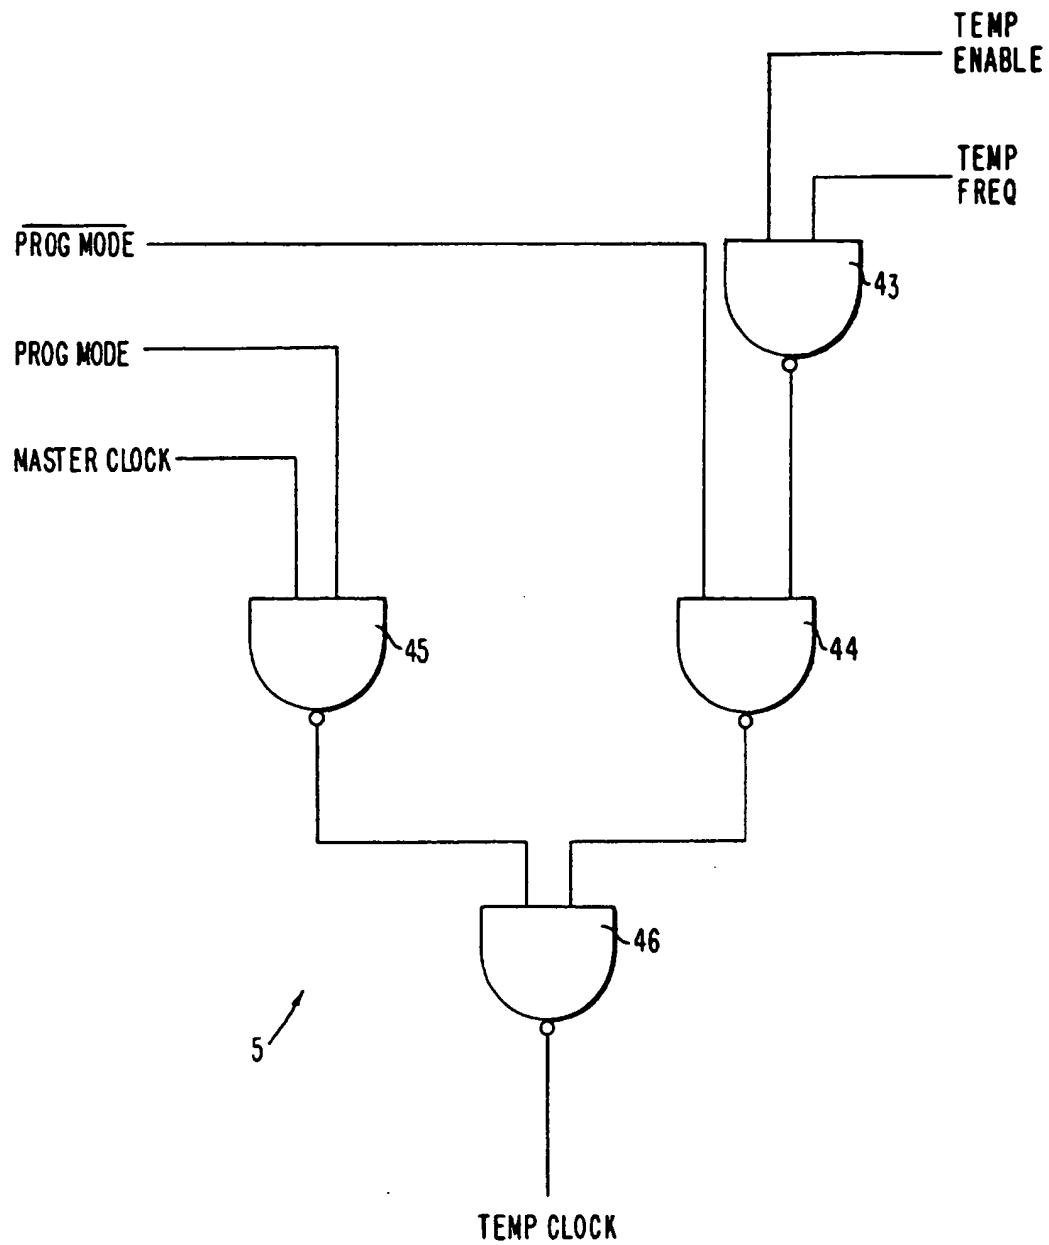 TEMP
ENABLE
TEMP
FREQ
PROG MODE
43
PROG MODE
MASTER CLOCK
45
44
46
5
TEMP CLOCK